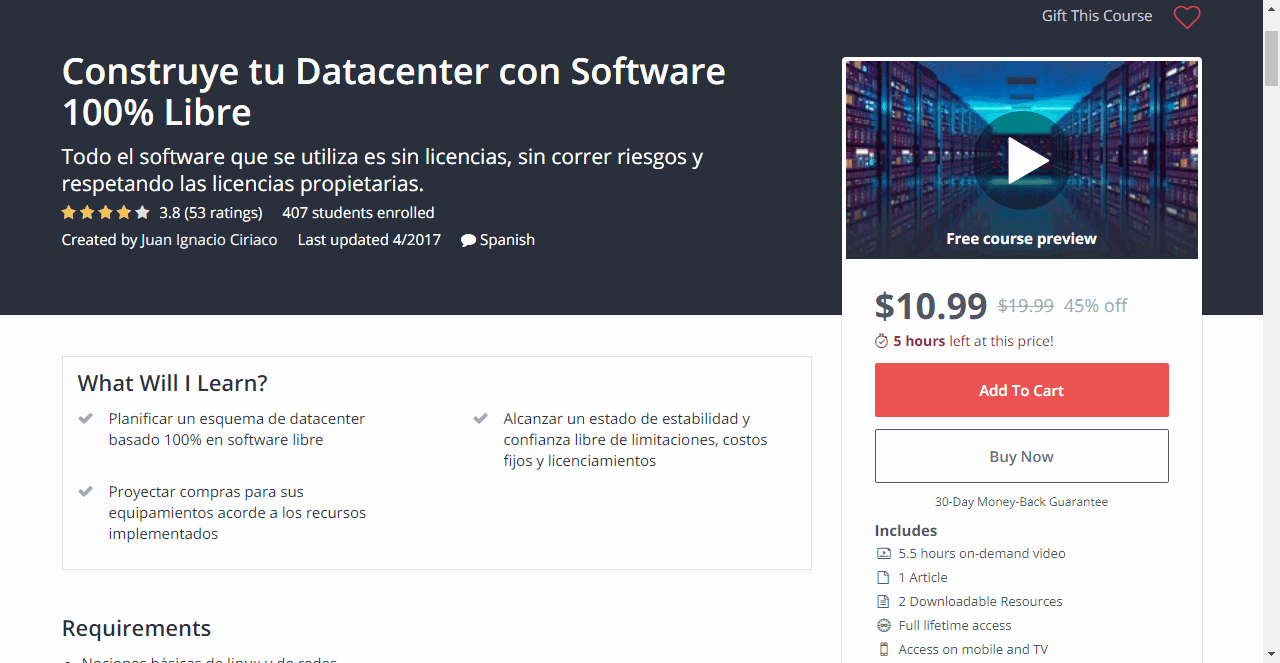 Gift This Course
Construye tu Datacenter con Software
100% Libre
Todo el software que se utiliza es sin licencias, sin correr riesgos y
respetando las licencias propietarias.
3.8 (53 ratings) 407 students enrolled
Created by Juan Ignacio Ciriaco Last updated 4/2017 Spanish
Free course preview
$10.99 $19.99 45% off
5 hours left at this price!
Add To Cart
Buy Now
30-Day Money-Back Guarantee
Includes
5.5 hours on-demand video
1 Article
2 Downloadable Resources
Full lifetime access
Access on mobile and TV
What Will I Learn?
Planificar un esquema de datacenter
basado 100% en software libre
Alcanzar un estado de estabilidad y
confianza libre de limitaciones, costos
fijos y licenciamientos
Proyectar compras para sus
equipamientos acorde a los recursos
implementados
Requirements
Nociones básicas de linux y de redes